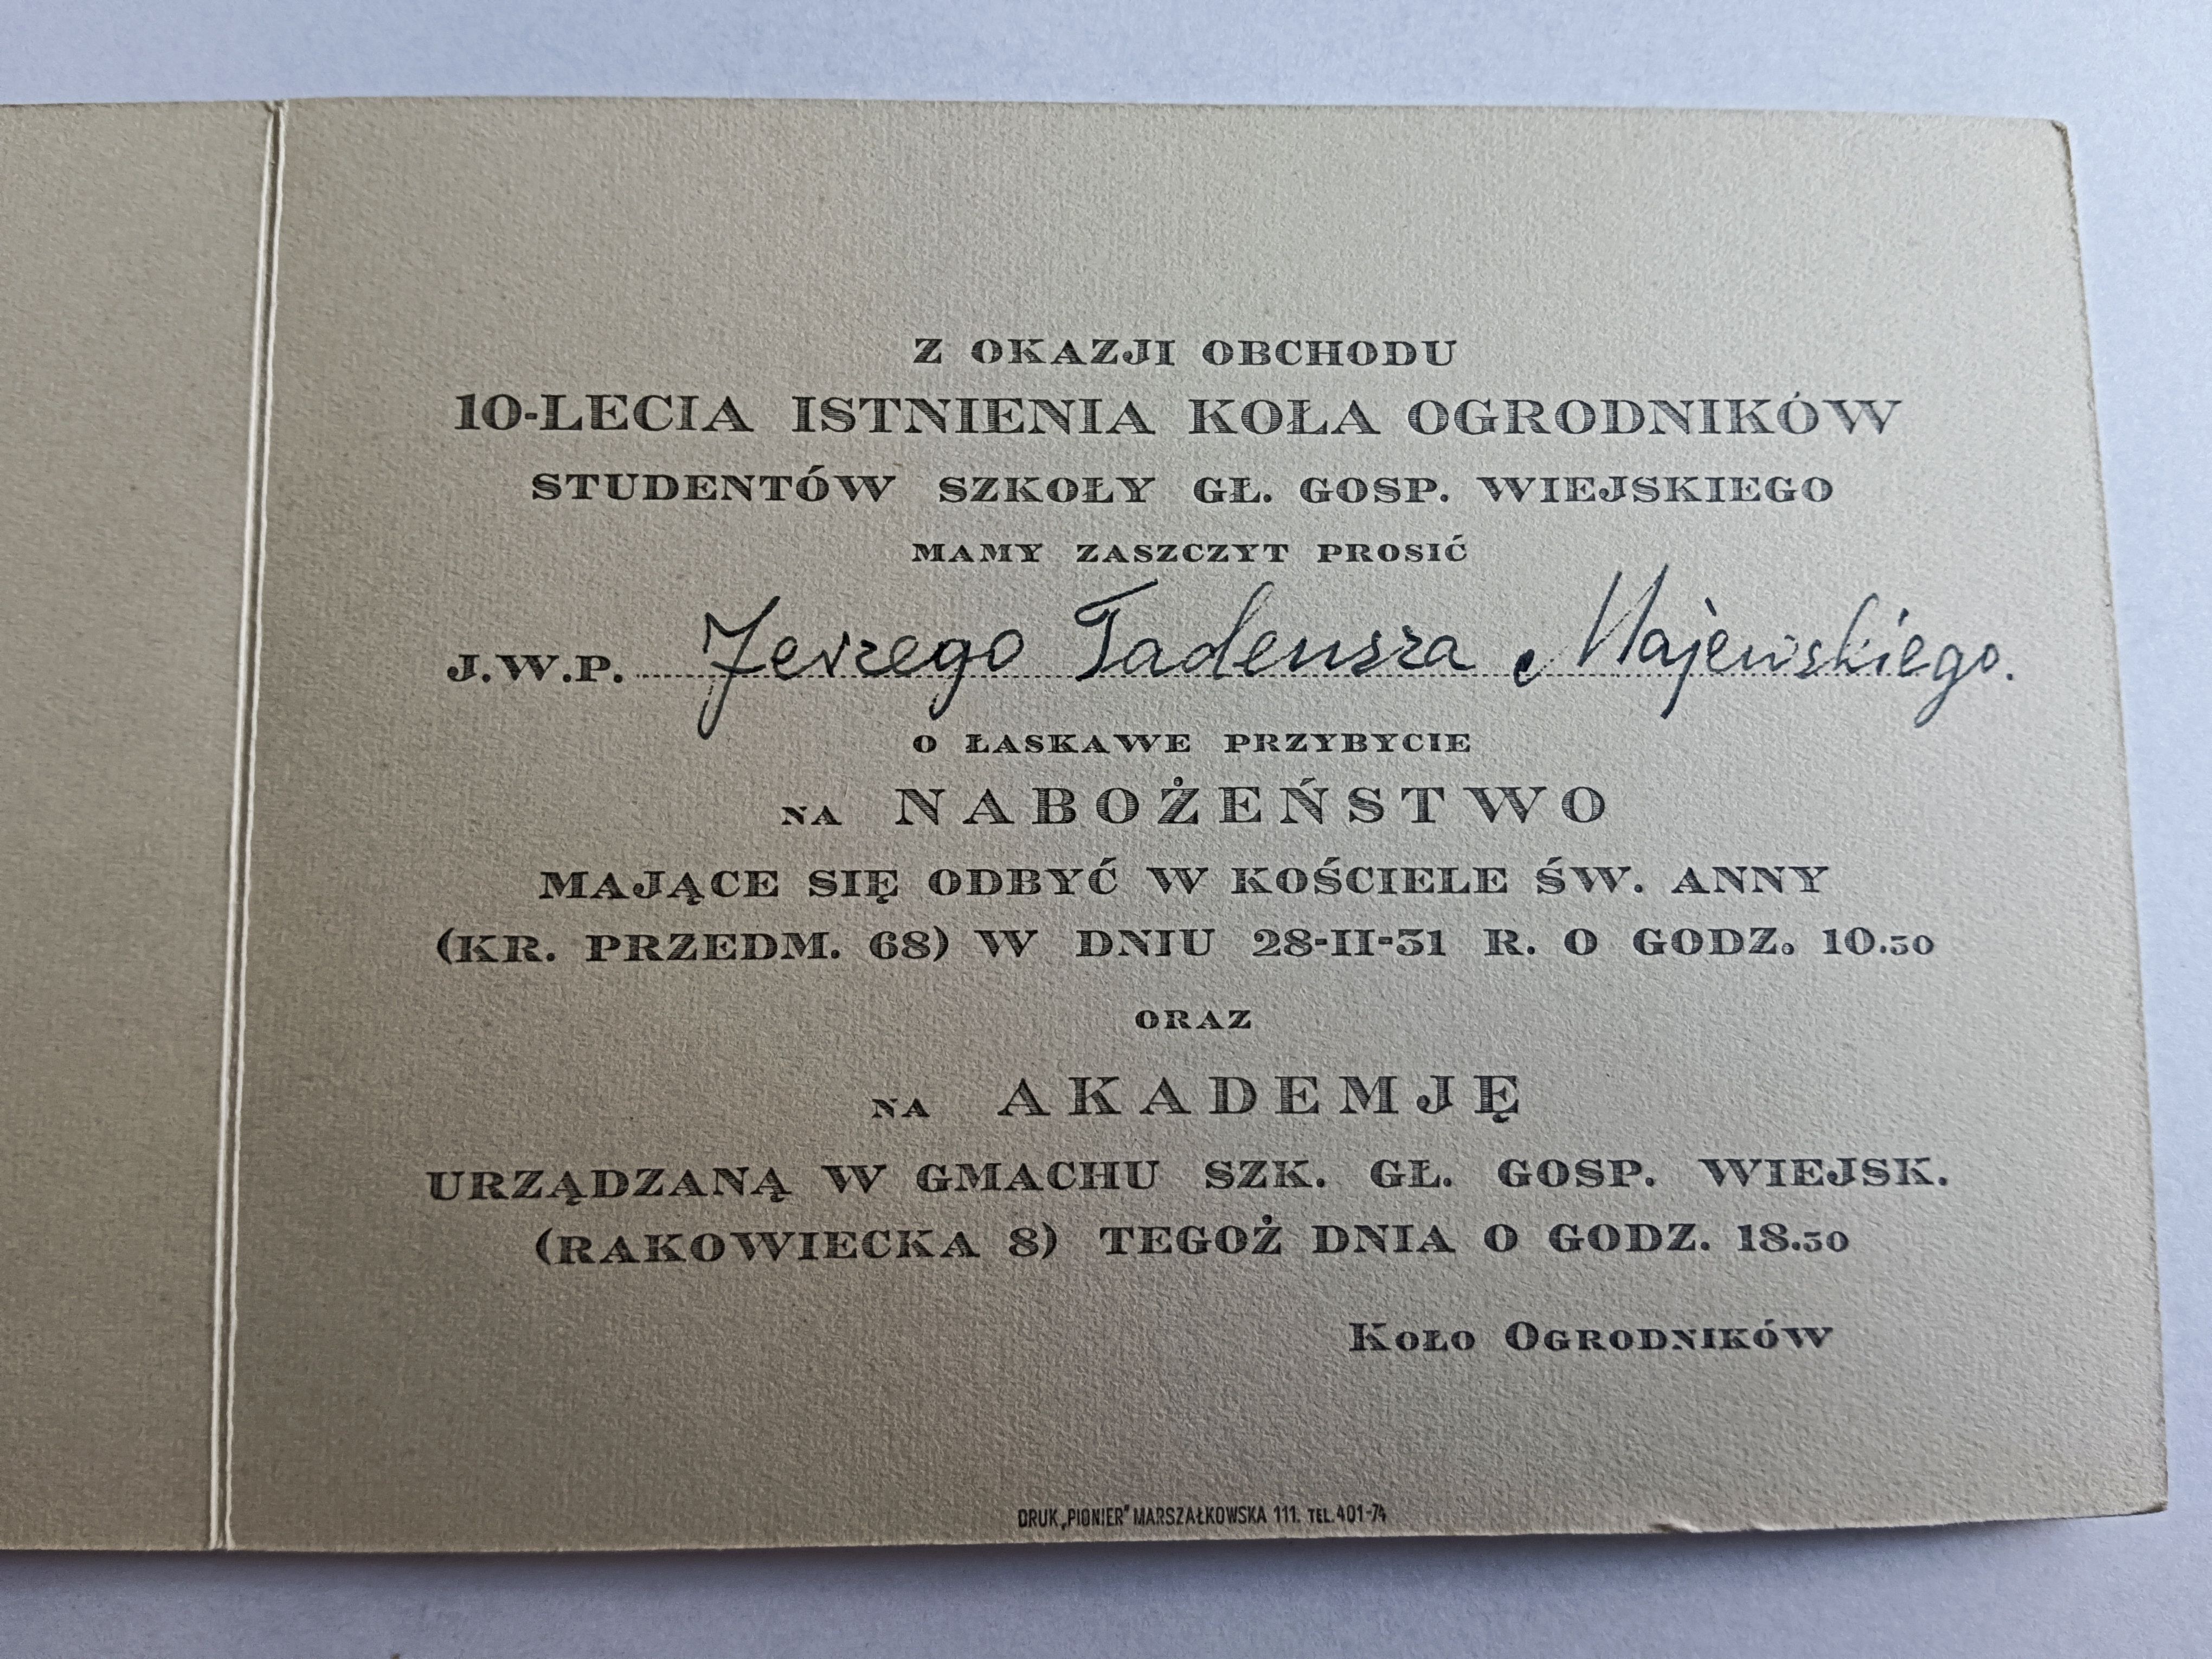 Z OKAZJI OBCHODU
10-LECIA ISTNIENIA KOŁA OGRODNIKÓW
STUDENTÓW SZKOŁY GŁ. GOSP. WIEJSKIEGO
MAMY ZASZCZYT PROSIĆ
J.W.P. Jerzego Tadeusza Majewskiego.
O ŁASKAWE PRZYBYCIE
NA NABOŻEŃSTWO
MAJĄCE SIĘ ODBYĆ W KOŚCIELE ŚW. ANNY
(KR. PRZEDM. 68) W DNIU 28-II-31 R. O GODZ. 10.30
ORAZ
NA AKADEMJĘ
URZĄDZANĄ W GMACHU SZK. GŁ. GOSP. WIEJSK.
(RAKOWIECKA 8) TEGOŻ DNIA O GODZ. 18.30
KOŁO OGRODNIKÓW
DRUK „PIONIER" MARSZAŁKOWSKA 111. TEL. 401-74